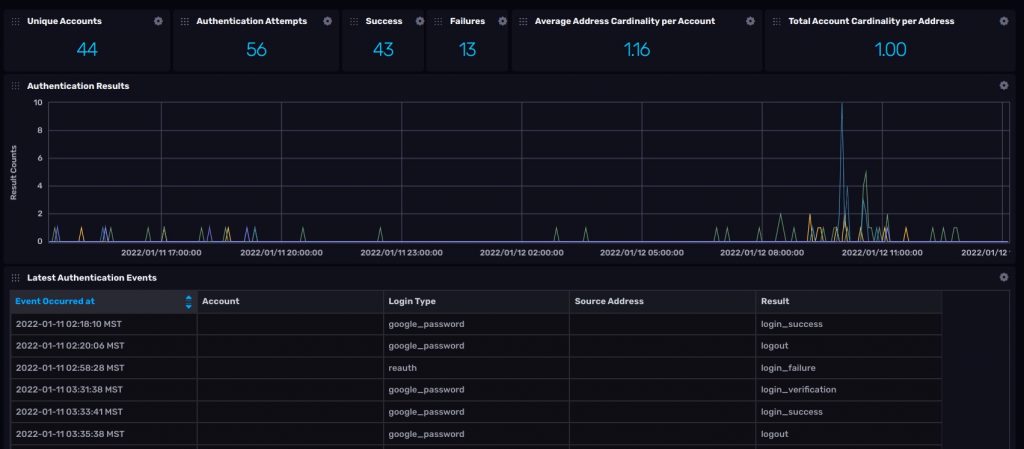 Unique Accounts Authentication Attempts Success Failures Average Address Cardinality per Account Total Account Cardinality per Address
44 56 43 13 1.16 1.00
Authentication Results
Result Counts
10
8
6
4
2
0
2022/01/11 17:00:00 2022/01/11 20:00:00 2022/01/11 23:00:00 2022/01/12 02:00:00 2022/01/12 05:00:00 2022/01/12 08:00:00 2022/01/12 11:00:00 2022/01/12
Latest Authentication Events
Event Occurred at Account Login Type Source Address Result
2022-01-11 02:18:10 MST google_password login_success
2022-01-11 02:20:06 MST google_password logout
2022-01-11 02:58:28 MST reauth login_failure
2022-01-11 03:31:38 MST google_password login_verification
2022-01-11 03:33:41 MST google_password login_success
2022-01-11 03:35:38 MST google_password logout